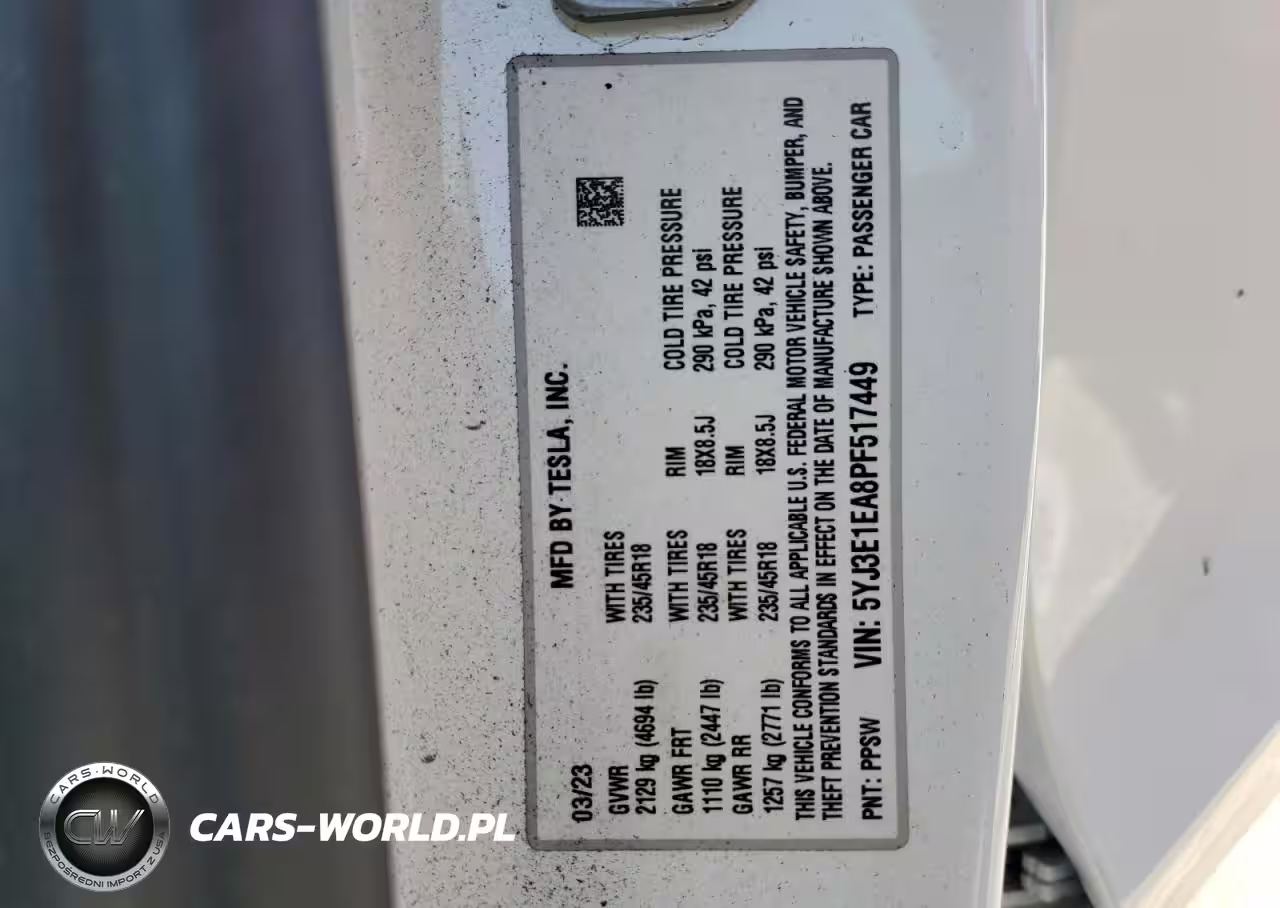 MFD BY TESLA, INC.
03/23
GVWR WITH TIRES
2129 kg (4694 lb) 235/45R18
GAWR FRT WITH TIRES RIM COLD TIRE PRESSURE
1110 kg (2447 lb) 235/45R18 18X8.5J 290 kPa, 42 psi
GAWR RR WITH TIRES RIM COLD TIRE PRESSURE
1257 kg (2771 lb) 235/45R18 18X8.5J 290 kPa, 42 psi
THIS VEHICLE CONFORMS TO ALL APPLICABLE U.S. FEDERAL MOTOR VEHICLE SAFETY, BUMPER, AND
THEFT PREVENTION STANDARDS IN EFFECT ON THE DATE OF MANUFACTURE SHOWN ABOVE.
PNT: PPSW VIN: 5YJ3E1EA8PF517449 TYPE: PASSENGER CAR
CARS-WORLD
CW
BEZPOŚREDNI IMPORT Z USA
CARS-WORLD.PL